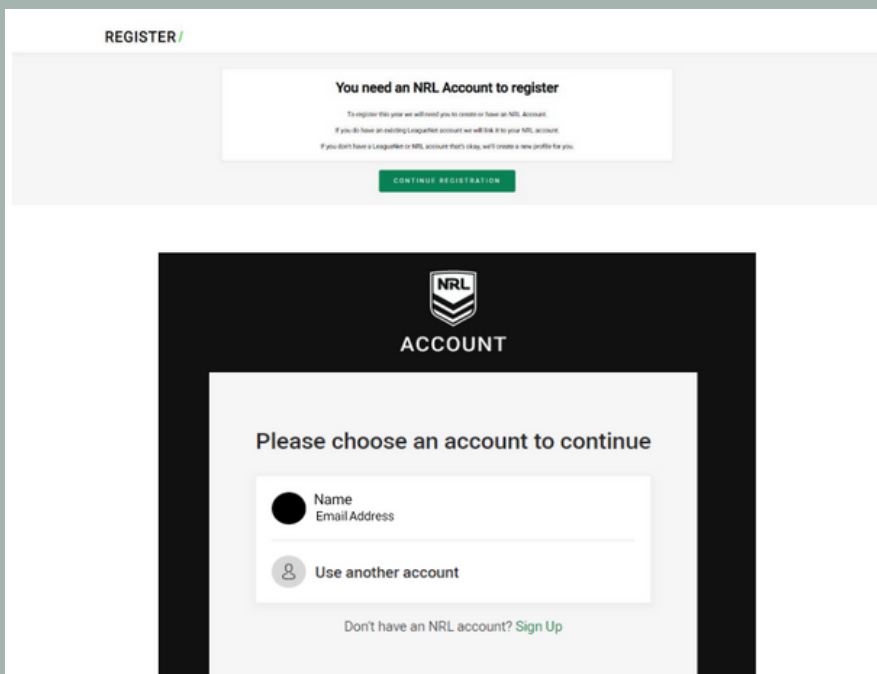 REGISTER/
You need an NRL Account to register
To register this year we will need you to create or have an NRL Account.
If you do have an existing LeagueNet account we will link it to your NRL account.
If you don't have a LeagueNet or NRL account that's okay, we'll create a new profile for you.
CONTINUE REGISTRATION
NRL
ACCOUNT
Please choose an account to continue
Name
Email Address
Use another account
Don't have an NRL account? Sign Up